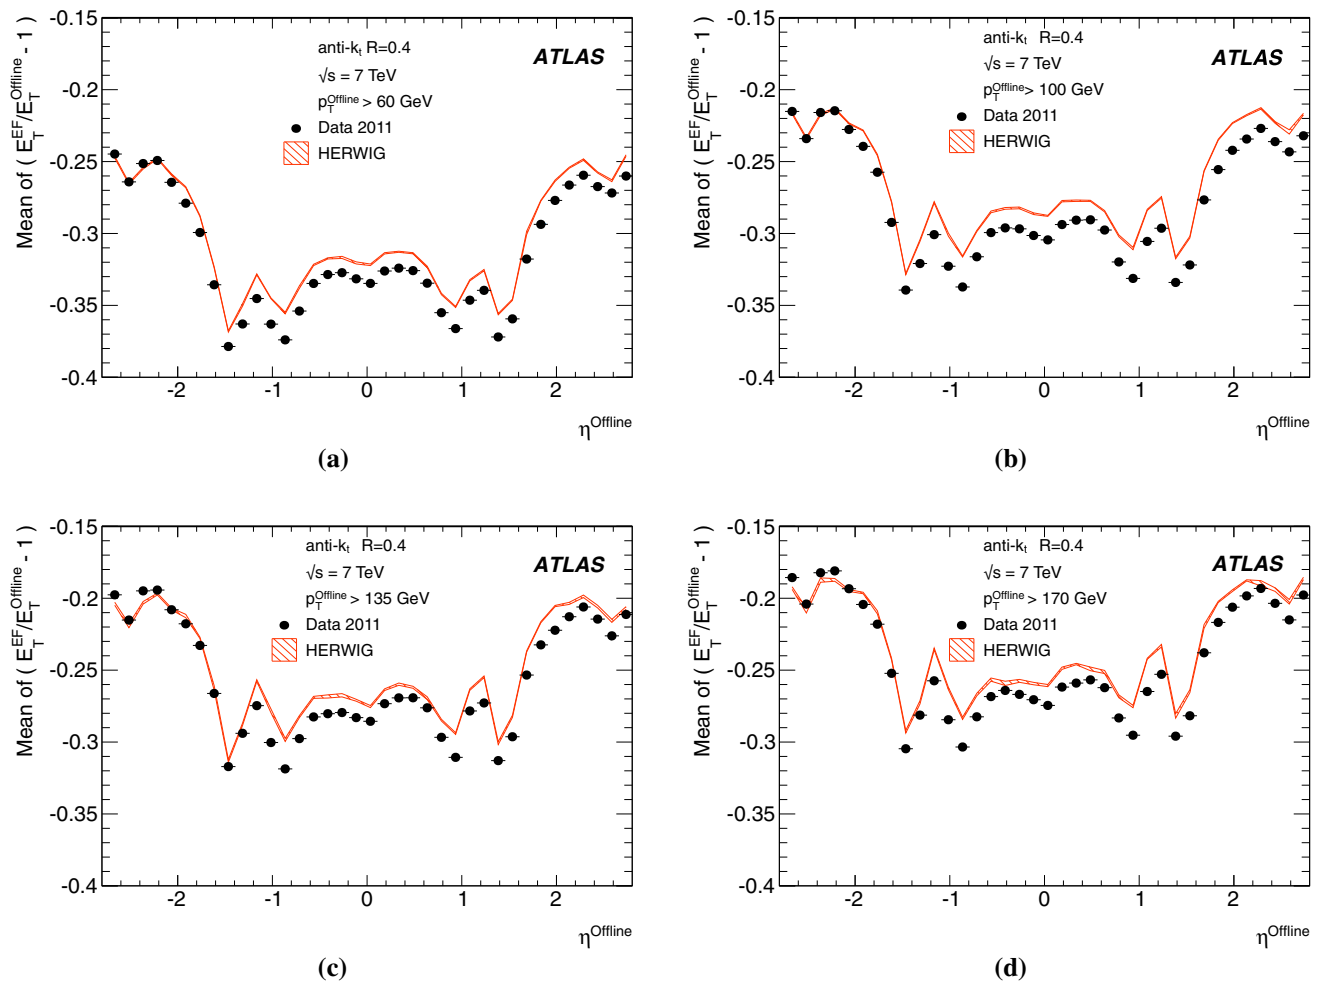 Mean of ( E_T^EF/E_T^Offline - 1 )
-0.15
-0.2
-0.25
-0.3
-0.35
-0.4
anti-k_t R=0.4
√s = 7 TeV
p_T^Offline > 60 GeV
Data 2011
HERWIG
ATLAS
-2 -1 0 1 2
η^Offline
(a)
Mean of ( E_T^EF/E_T^Offline - 1 )
-0.15
-0.2
-0.25
-0.3
-0.35
-0.4
anti-k_t R=0.4
√s = 7 TeV
p_T^Offline > 100 GeV
Data 2011
HERWIG
ATLAS
-2 -1 0 1 2
η^Offline
(b)
Mean of ( E_T^EF/E_T^Offline - 1 )
-0.15
-0.2
-0.25
-0.3
-0.35
-0.4
anti-k_t R=0.4
√s = 7 TeV
p_T^Offline > 135 GeV
Data 2011
HERWIG
ATLAS
-2 -1 0 1 2
η^Offline
(c)
Mean of ( E_T^EF/E_T^Offline - 1 )
-0.15
-0.2
-0.25
-0.3
-0.35
-0.4
anti-k_t R=0.4
√s = 7 TeV
p_T^Offline > 170 GeV
Data 2011
HERWIG
ATLAS
-2 -1 0 1 2
η^Offline
(d)